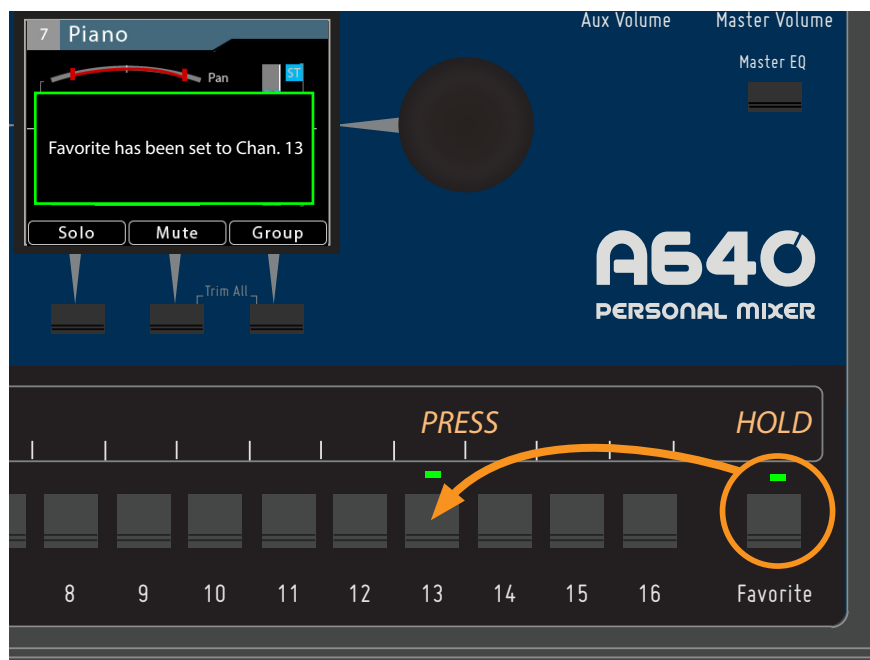 Aux Volume
Master Volume
7 Piano
Master EQ
Pan
ST
Favorite has been set to Chan. 13
Solo
Mute
Group
Trim All
A640
PERSONAL MIXER
PRESS
HOLD
8
9
10
11
12
13
14
15
16
Favorite